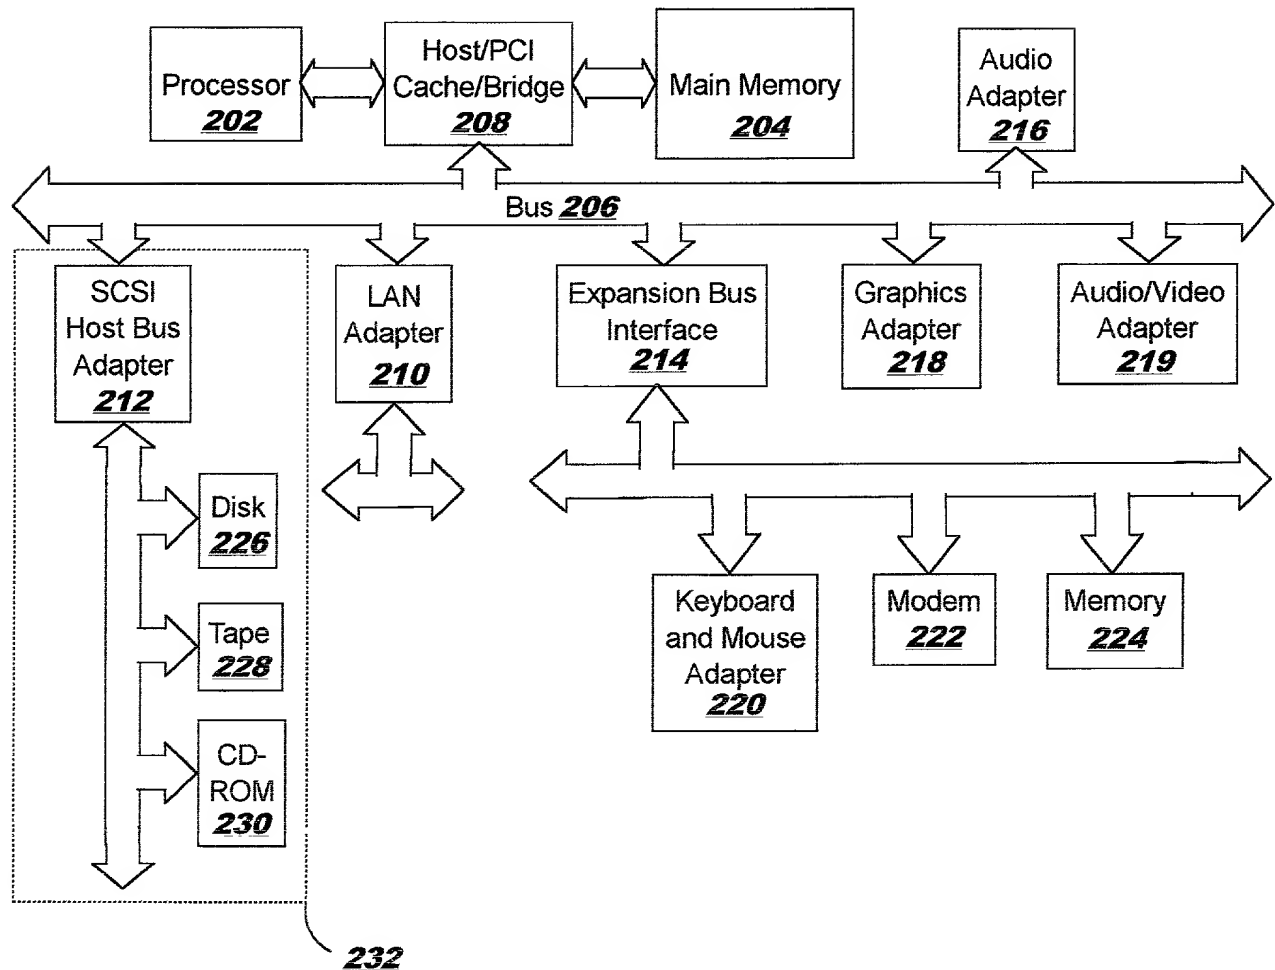 Processor
202
Host/PCI
Cache/Bridge
208
Main Memory
204
Audio
Adapter
216
Bus 206
SCSI
Host Bus
Adapter
212
LAN
Adapter
210
Expansion Bus
Interface
214
Graphics
Adapter
218
Audio/Video
Adapter
219
Disk
226
Tape
228
CD-
ROM
230
Keyboard
and Mouse
Adapter
220
Modem
222
Memory
224
232